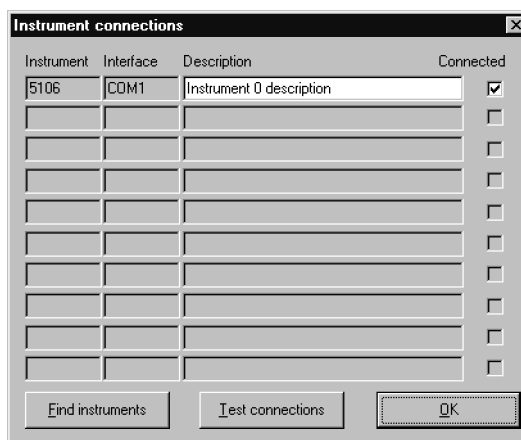 Instrument connections
Instrument Interface Description Connected
5106 COM1 Instrument 0 description
Find instruments Test connections OK